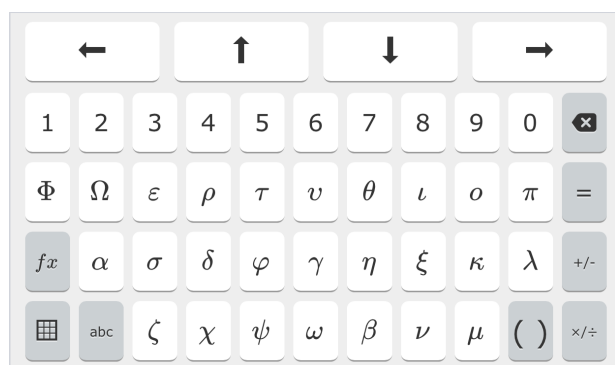 ← ↑ ↓ →
1 2 3 4 5 6 7 8 9 0
Φ Ω ε ρ τ υ θ ι ο π =
fx α σ δ φ γ η ξ κ λ +/-
abc ζ χ ψ ω β ν μ ( ) ×/÷